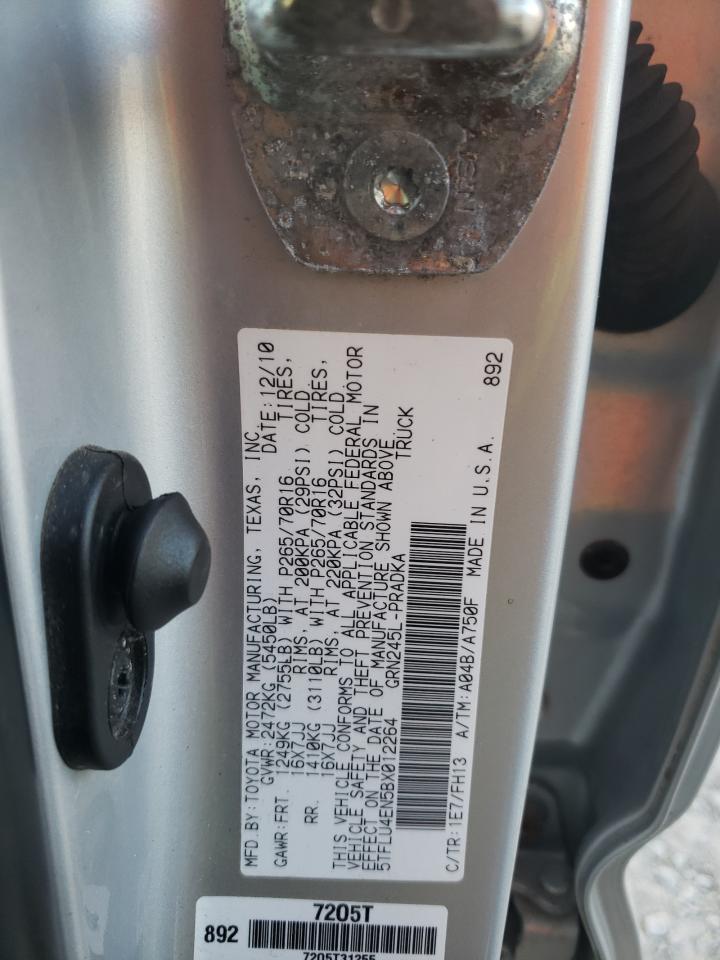 MFD.BY:TOYOTA MOTOR MANUFACTURING, TEXAS, INC.
GVWR:2472KG (5450LB) DATE:12/10
GAWR:FRT. 1249KG (2755LB) WITH P265/70R16 TIRES,
16X7JJ RIMS, AT 200KPA (29PSI) COLD
RR. 1410KG (3110LB) WITH P265/70R16 TIRES,
16X7JJ RIMS, AT 220KPA (32PSI) COLD
THIS VEHICLE CONFORMS TO ALL APPLICABLE FEDERAL MOTOR
VEHICLE SAFETY AND THEFT PREVENTION STANDARDS IN
EFFECT ON THE DATE OF MANUFACTURE SHOWN ABOVE.
5TFLU4EN5BX012264 GRN245L-PRADKA TRUCK
C/TR:1E7/FH13 A/TM:A04B/A750F MADE IN U.S.A. 892
7205T
892
7205T31255